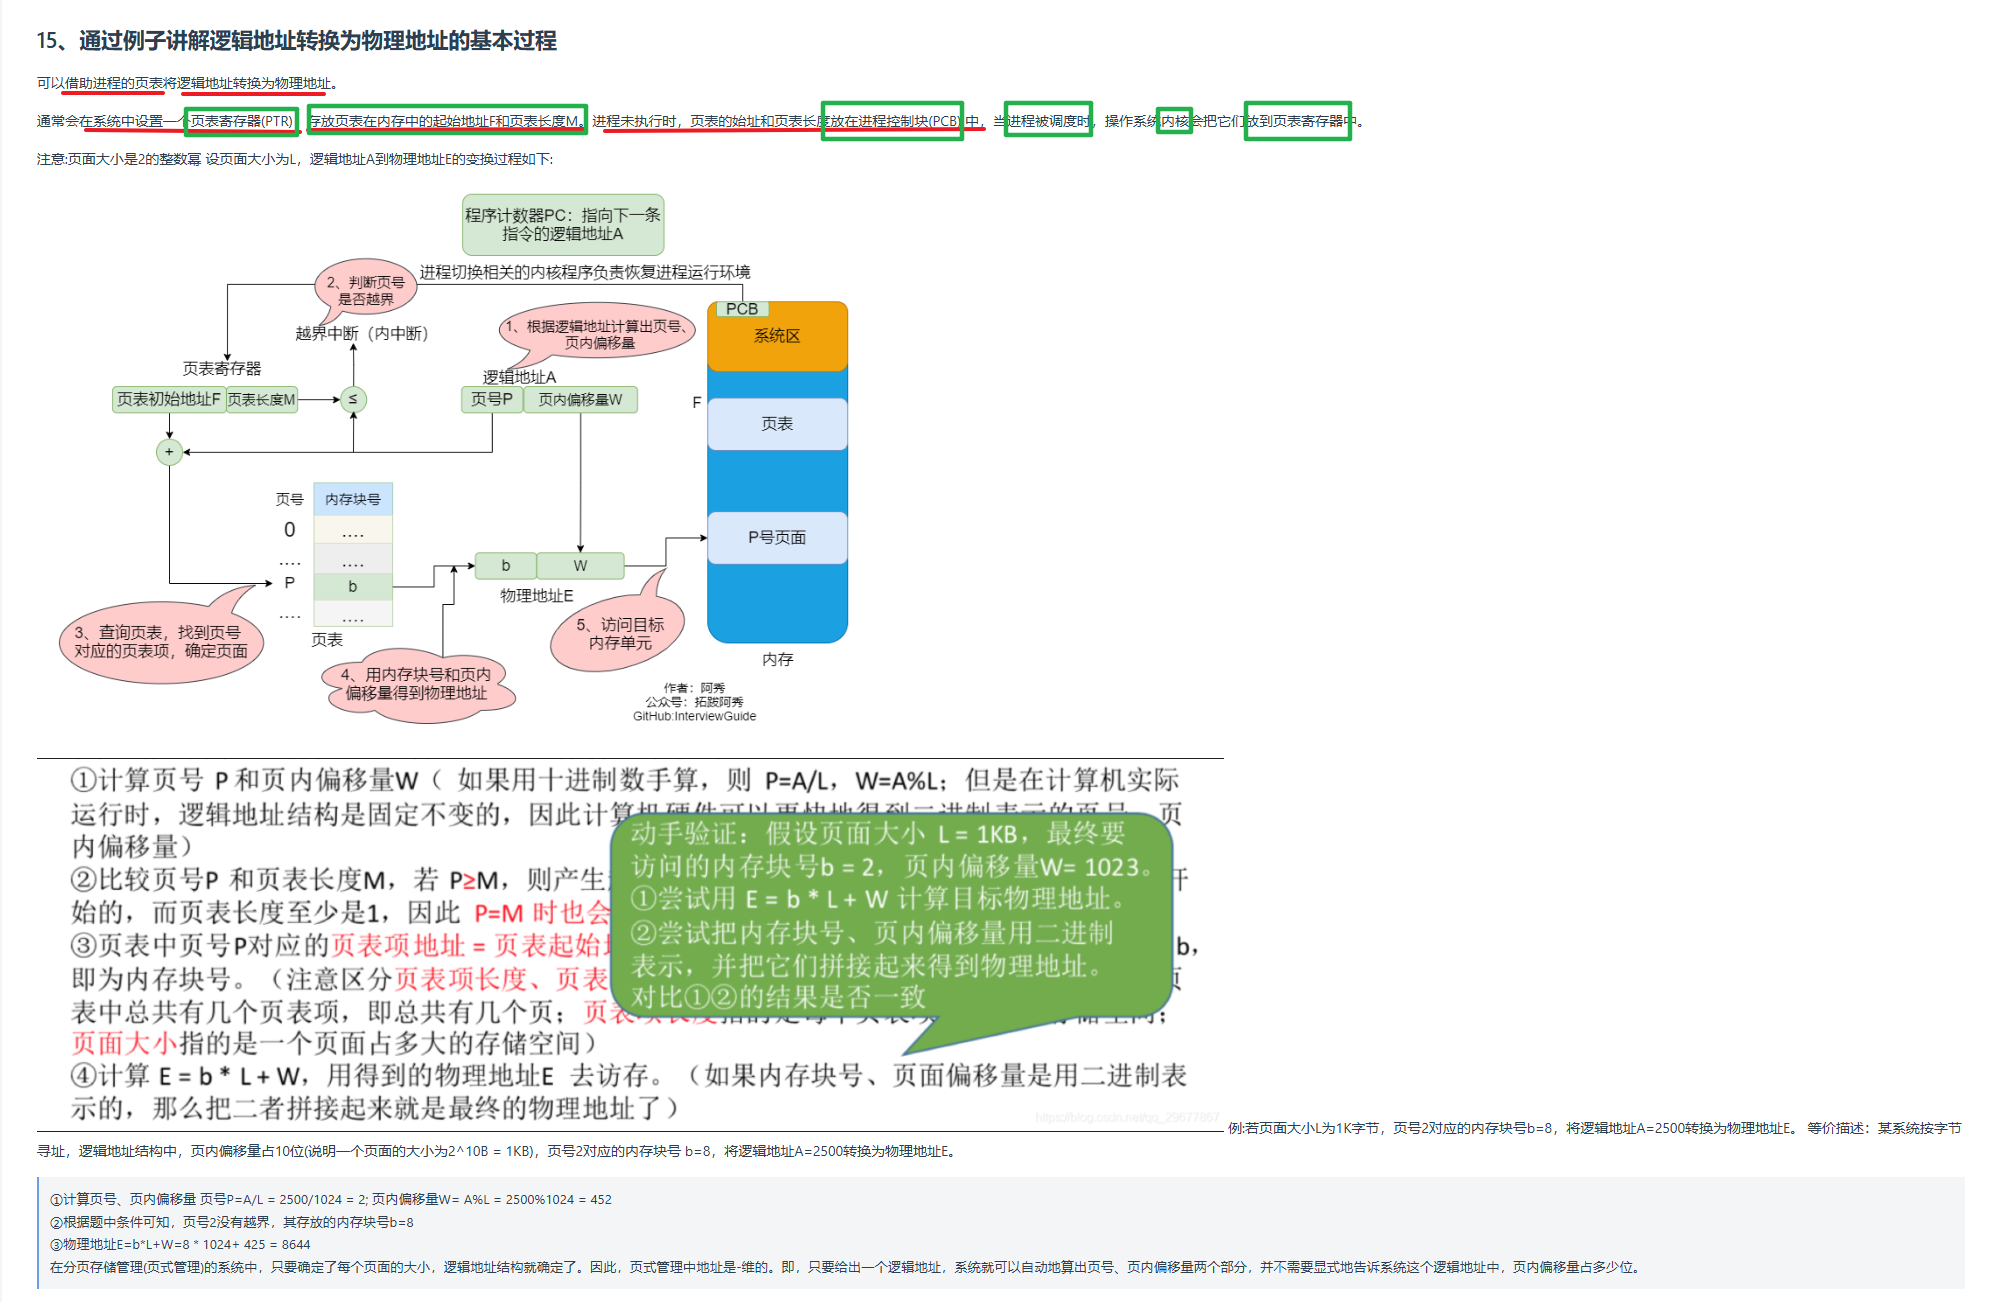 15、通过例子讲解逻辑地址转换为物理地址的基本过程
可以借助进程的页表将逻辑地址转换为物理地址。
通常会在系统中设置一个页表寄存器(PTR)，存放页表在内存中的起始地址F和页表长度M。进程未执行时，页表的始址和页表长度放在进程控制块(PCB)中，当进程被调度时，操作系统内核会把它们放到页表寄存器中。
注意:页面大小是2的整数幂 设页面大小为L，逻辑地址A到物理地址E的变换过程如下:
程序计数器PC：指向下一条
指令的逻辑地址A
进程切换相关的内核程序负责恢复进程运行环境
2、判断页号
是否越界
越界中断（内中断）
1、根据逻辑地址计算出页号、
页内偏移量
PCB
系统区
页表寄存器
逻辑地址A
页表初始地址F 页表长度M
≤
页号P 页内偏移量W
F
页表
+
页号 内存块号
0 ....
.... ....
P b
.... ....
页表
b W
物理地址E
P号页面
3、查询页表，找到页号
对应的页表项，确定页面
4、用内存块号和页内
偏移量得到物理地址
5、访问目标
内存单元
内存
作者：阿秀
公众号：拓跋阿秀
GitHub:InterviewGuide
①计算页号 P 和页内偏移量W（ 如果用十进制数手算，则 P=A/L，W=A%L；但是在计算机实际
运行时，逻辑地址结构是固定不变的，因此计算机硬件可以更快地得到二进制表示的页号、页
内偏移量）
②比较页号P 和页表长度M，若 P≥M，则产生
始的，而页表长度至少是1，因此 P=M 时也会
③页表中页号P对应的页表项地址 = 页表起始地 b，
即为内存块号。（注意区分页表项长度、页表 页
表中总共有几个页表项，即总共有几个页；页表项长度指的是每个页表项 存储空间；
页面大小指的是一个页面占多大的存储空间）
④计算 E = b * L + W，用得到的物理地址E 去访存。（如果内存块号、页面偏移量是用二进制表
示的，那么把二者拼接起来就是最终的物理地址了）
动手验证：假设页面大小 L = 1KB，最终要
访问的内存块号b = 2，页内偏移量W= 1023。
①尝试用 E = b * L + W 计算目标物理地址。
②尝试把内存块号、页内偏移量用二进制
表示，并把它们拼接起来得到物理地址。
对比①②的结果是否一致
https://blog.csdn.net/qq_29677867
例:若页面大小L为1K字节，页号2对应的内存块号b=8，将逻辑地址A=2500转换为物理地址E。 等价描述：某系统按字节
寻址，逻辑地址结构中，页内偏移量占10位(说明一个页面的大小为2^10B = 1KB)，页号2对应的内存块号 b=8，将逻辑地址A=2500转换为物理地址E。
①计算页号、页内偏移量 页号P=A/L = 2500/1024 = 2; 页内偏移量W= A%L = 2500%1024 = 452
②根据题中条件可知，页号2没有越界，其存放的内存块号b=8
③物理地址E=b*L+W=8 * 1024+ 425 = 8644
在分页存储管理(页式管理)的系统中，只要确定了每个页面的大小，逻辑地址结构就确定了。因此，页式管理中地址是-维的。即，只要给出一个逻辑地址，系统就可以自动地算出页号、页内偏移量两个部分，并不需要显式地告诉系统这个逻辑地址中，页内偏移量占多少位。